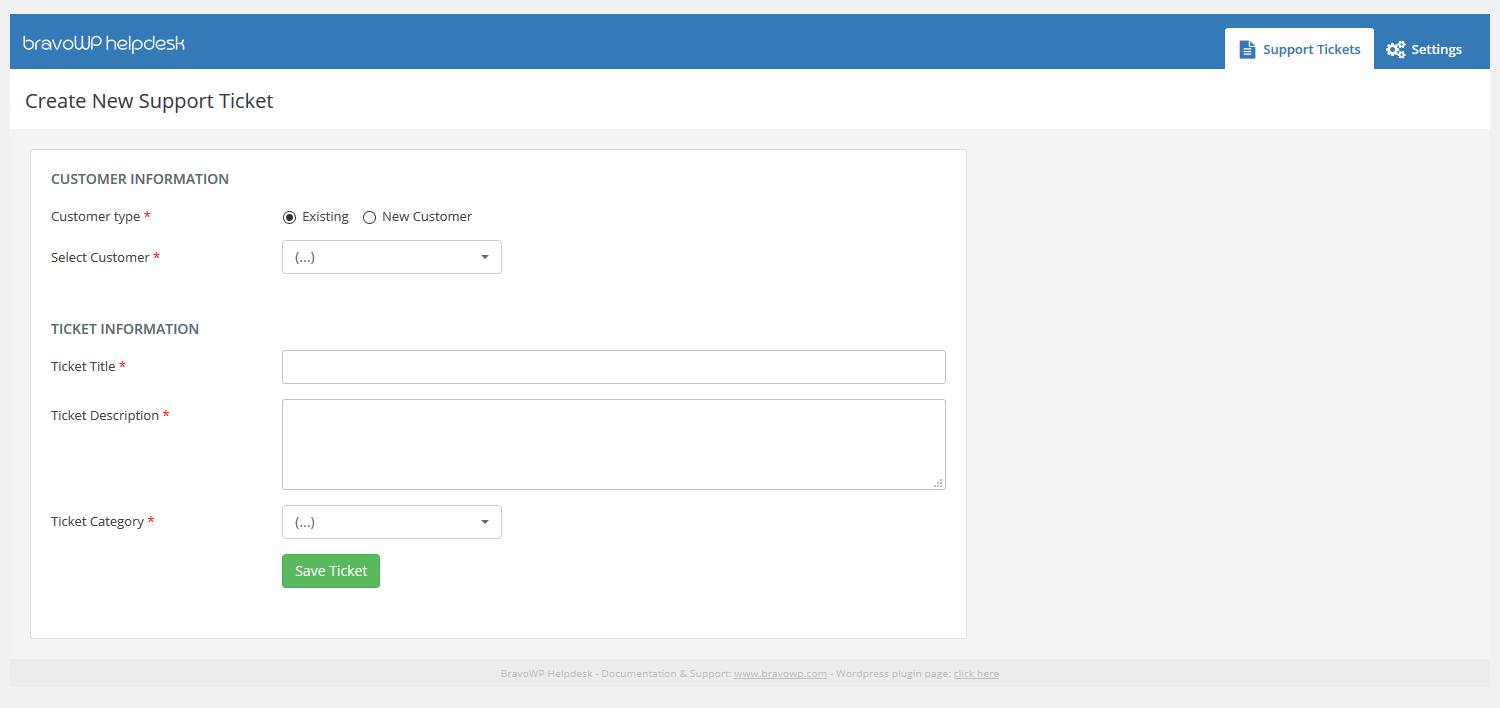 bravoWP helpdesk
Support Tickets
Settings
Create New Support Ticket
CUSTOMER INFORMATION
Customer type *
Existing
New Customer
Select Customer *
(...)
TICKET INFORMATION
Ticket Title *
Ticket Description *
Ticket Category *
(...)
Save Ticket
BravoWP Helpdesk - Documentation & Support: www.bravowp.com - Wordpress plugin page: click here